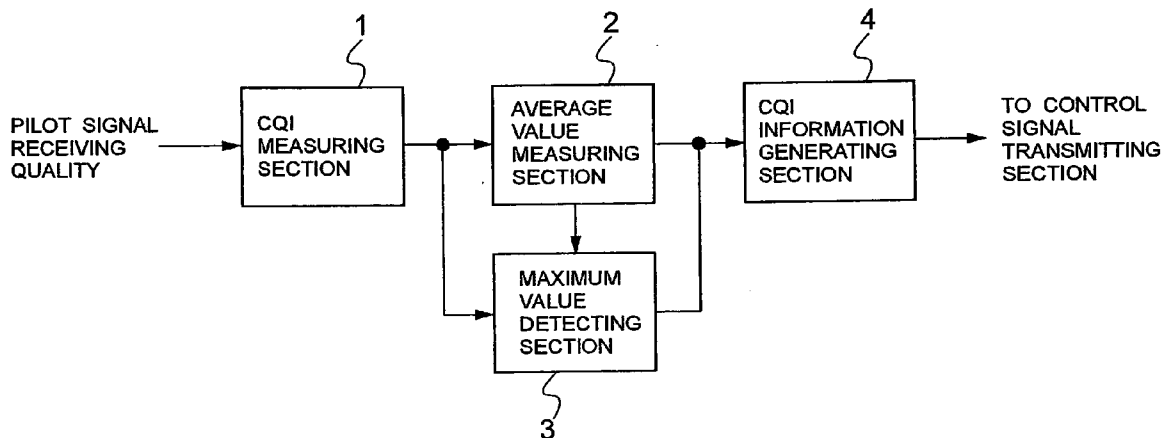 1
2
4
PILOT SIGNAL
RECEIVING
QUALITY
CQI
MEASURING
SECTION
AVERAGE
VALUE
MEASURING
SECTION
CQI
INFORMATION
GENERATING
SECTION
TO CONTROL
SIGNAL
TRANSMITTING
SECTION
MAXIMUM
VALUE
DETECTING
SECTION
3